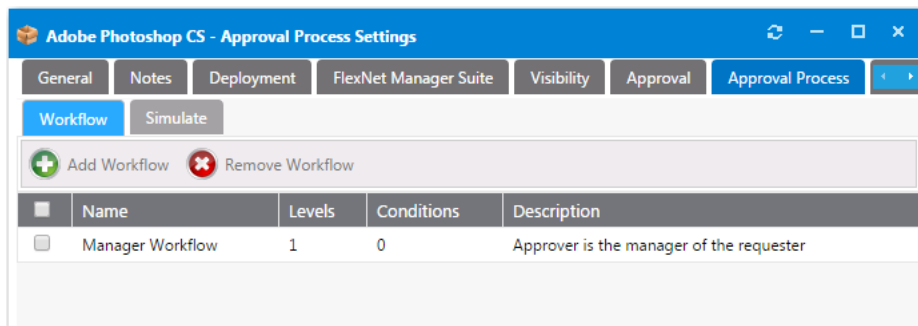 Adobe Photoshop CS - Approval Process Settings
General Notes Deployment FlexNet Manager Suite Visibility Approval Approval Process
Workflow Simulate
Add Workflow Remove Workflow
Name Levels Conditions Description
Manager Workflow 1 0 Approver is the manager of the requester